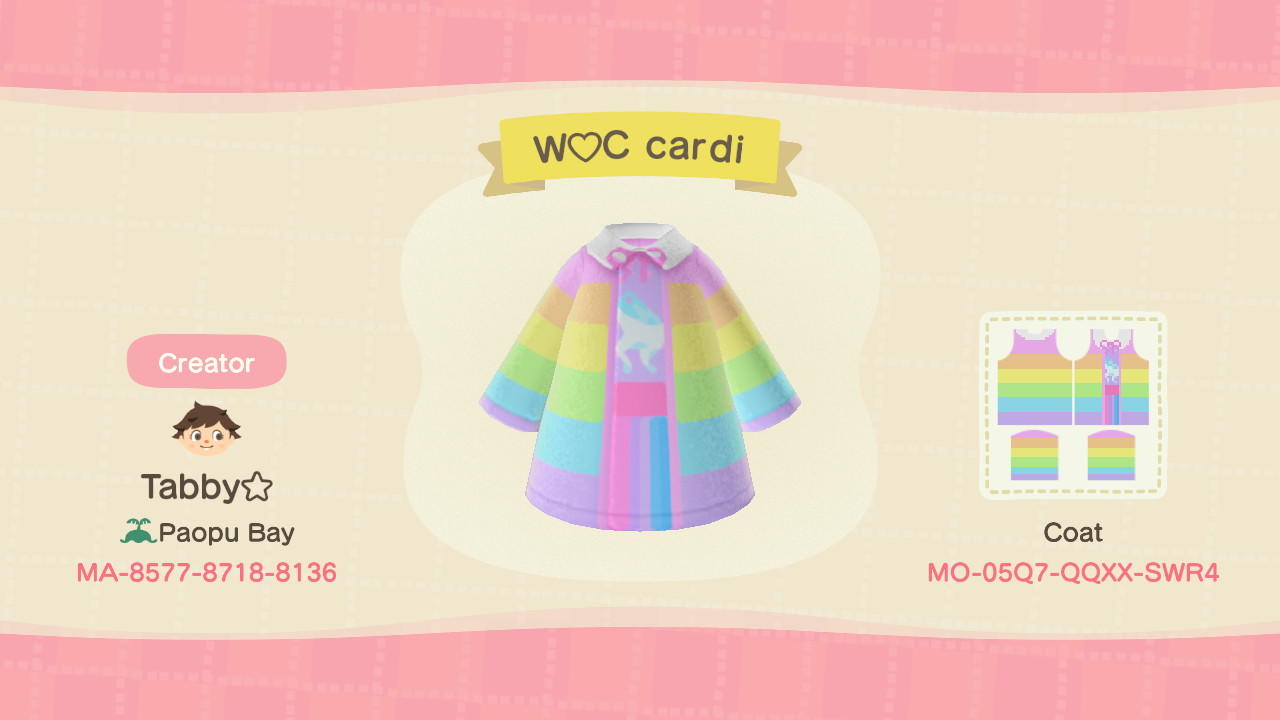 W♡C cardi
Creator
Tabby☆
Paopu Bay
MA-8577-8718-8136
Coat
MO-05Q7-QQXX-SWR4